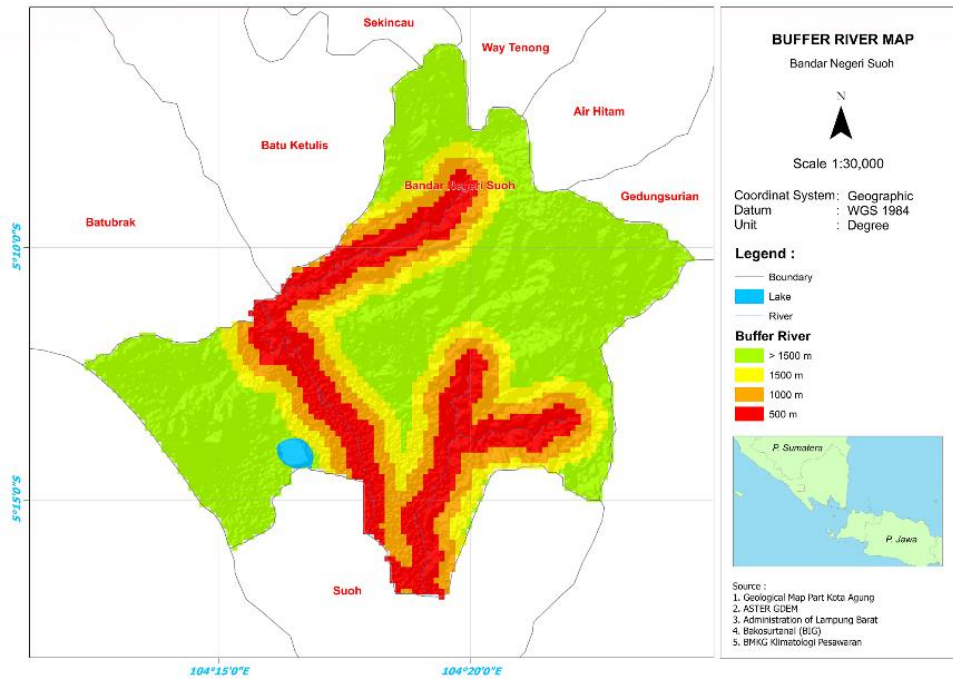 Sekincau
Way Tenong
Air Hitam
Batu Ketulis
Bandar Negeri Suoh
Gedungsurian
Batubrak
5°10'0"S
5°15'0"S
Suoh
104°15'0"E
104°20'0"E
BUFFER RIVER MAP
Bandar Negeri Suoh
N
Scale 1:30,000
Coordinat System : Geographic
Datum : WGS 1984
Unit : Degree
Legend :
Boundary
Lake
River
Buffer River
> 1500 m
1500 m
1000 m
500 m
P. Sumatera
P. Jawa
Source :
1. Geological Map Part Kota Agung
2. ASTER GDEM
3. Administration of Lampung Barat
4. Bakosurtanal (BIG)
5. BMKG Klimatologi Pesawaran